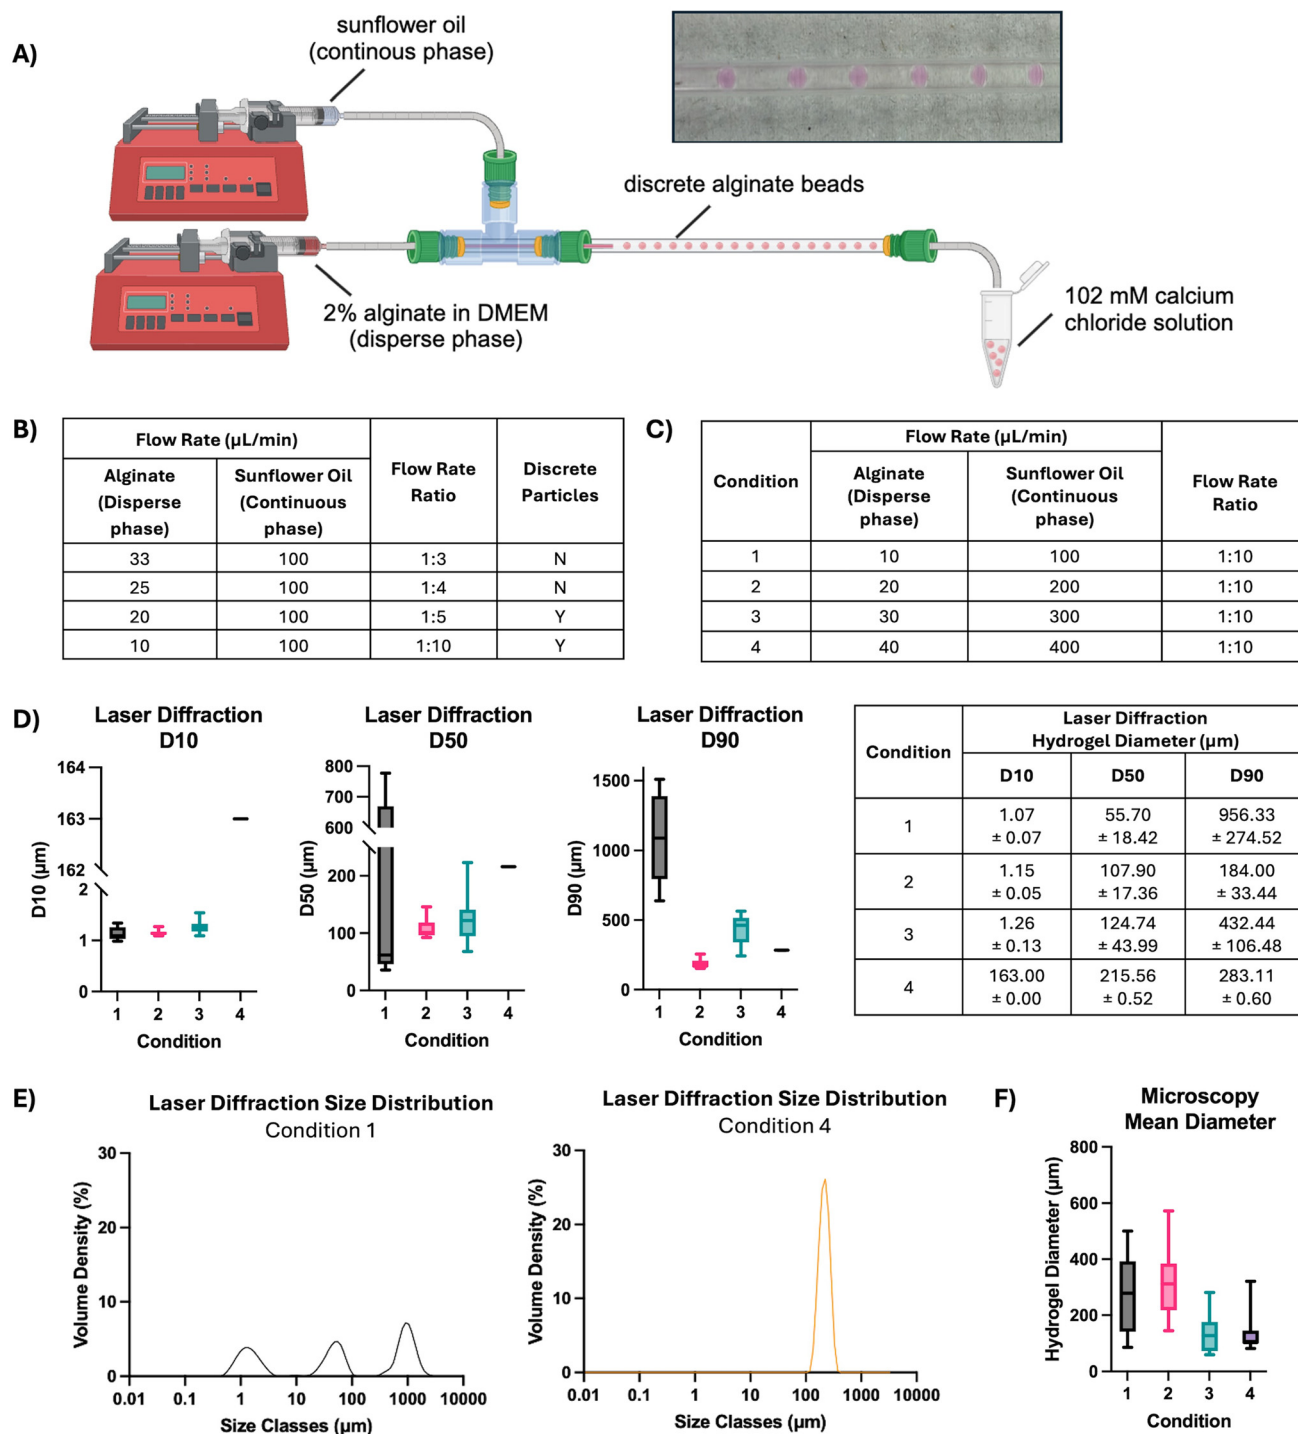 A)
sunflower oil
(continous phase)
discrete alginate beads
2% alginate in DMEM
(disperse phase)
102 mM calcium
chloride solution
B)
Flow Rate (µL/min)
Flow Rate
Ratio
Discrete
Particles
Alginate
(Disperse
phase)
Sunflower Oil
(Continuous
phase)
33 100 1:3 N
25 100 1:4 N
20 100 1:5 Y
10 100 1:10 Y
C)
Condition
Flow Rate (µL/min)
Flow Rate
Ratio
Alginate
(Disperse
phase)
Sunflower Oil
(Continuous
phase)
1 10 100 1:10
2 20 200 1:10
3 30 300 1:10
4 40 400 1:10
D)
Laser Diffraction
D10
D10 (µm)
164
163
162
2
1
0
1 2 3 4
Condition
Laser Diffraction
D50
D50 (µm)
800
700
600
200
100
0
1 2 3 4
Condition
Laser Diffraction
D90
D90 (µm)
1500
1000
500
0
1 2 3 4
Condition
Condition
Laser Diffraction
Hydrogel Diameter (µm)
D10 D50 D90
1
1.07 55.70 956.33
± 0.07 ± 18.42 ± 274.52
2
1.15 107.90 184.00
± 0.05 ± 17.36 ± 33.44
3
1.26 124.74 432.44
± 0.13 ± 43.99 ± 106.48
4
163.00 215.56 283.11
± 0.00 ± 0.52 ± 0.60
E)
Laser Diffraction Size Distribution
Condition 1
Volume Density (%)
30
20
10
0
0.01 0.1 1 10 100 1000 10000
Size Classes (µm)
Laser Diffraction Size Distribution
Condition 4
Volume Density (%)
30
20
10
0
0.01 0.1 1 10 100 1000 10000
Size Classes (µm)
F)
Microscopy
Mean Diameter
Hydrogel Diameter (µm)
800
600
400
200
0
1 2 3 4
Condition